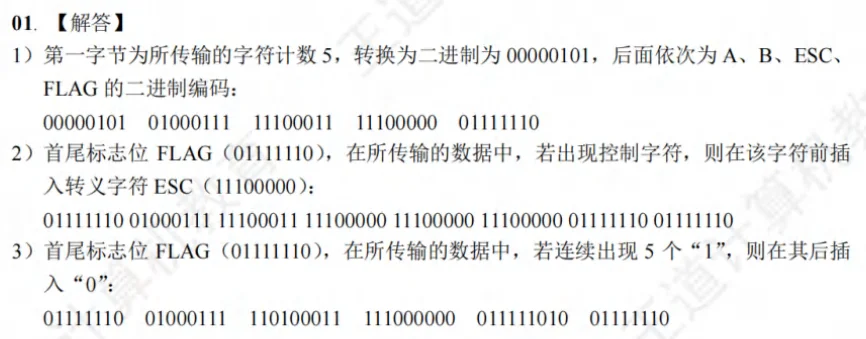 01. 【解答】
1）第一字节为所传输的字符计数 5，转换为二进制为 00000101，后面依次为 A、B、ESC、
FLAG 的二进制编码：
00000101 01000111 11100011 11100000 01111110
2）首尾标志位 FLAG（01111110），在所传输的数据中，若出现控制字符，则在该字符前插
入转义字符 ESC（11100000）：
01111110 01000111 11100011 11100000 11100000 11100000 01111110 01111110
3）首尾标志位 FLAG（01111110），在所传输的数据中，若连续出现 5 个“1”，则在其后插
入“0”：
01111110 01000111 110100011 111000000 011111010 01111110